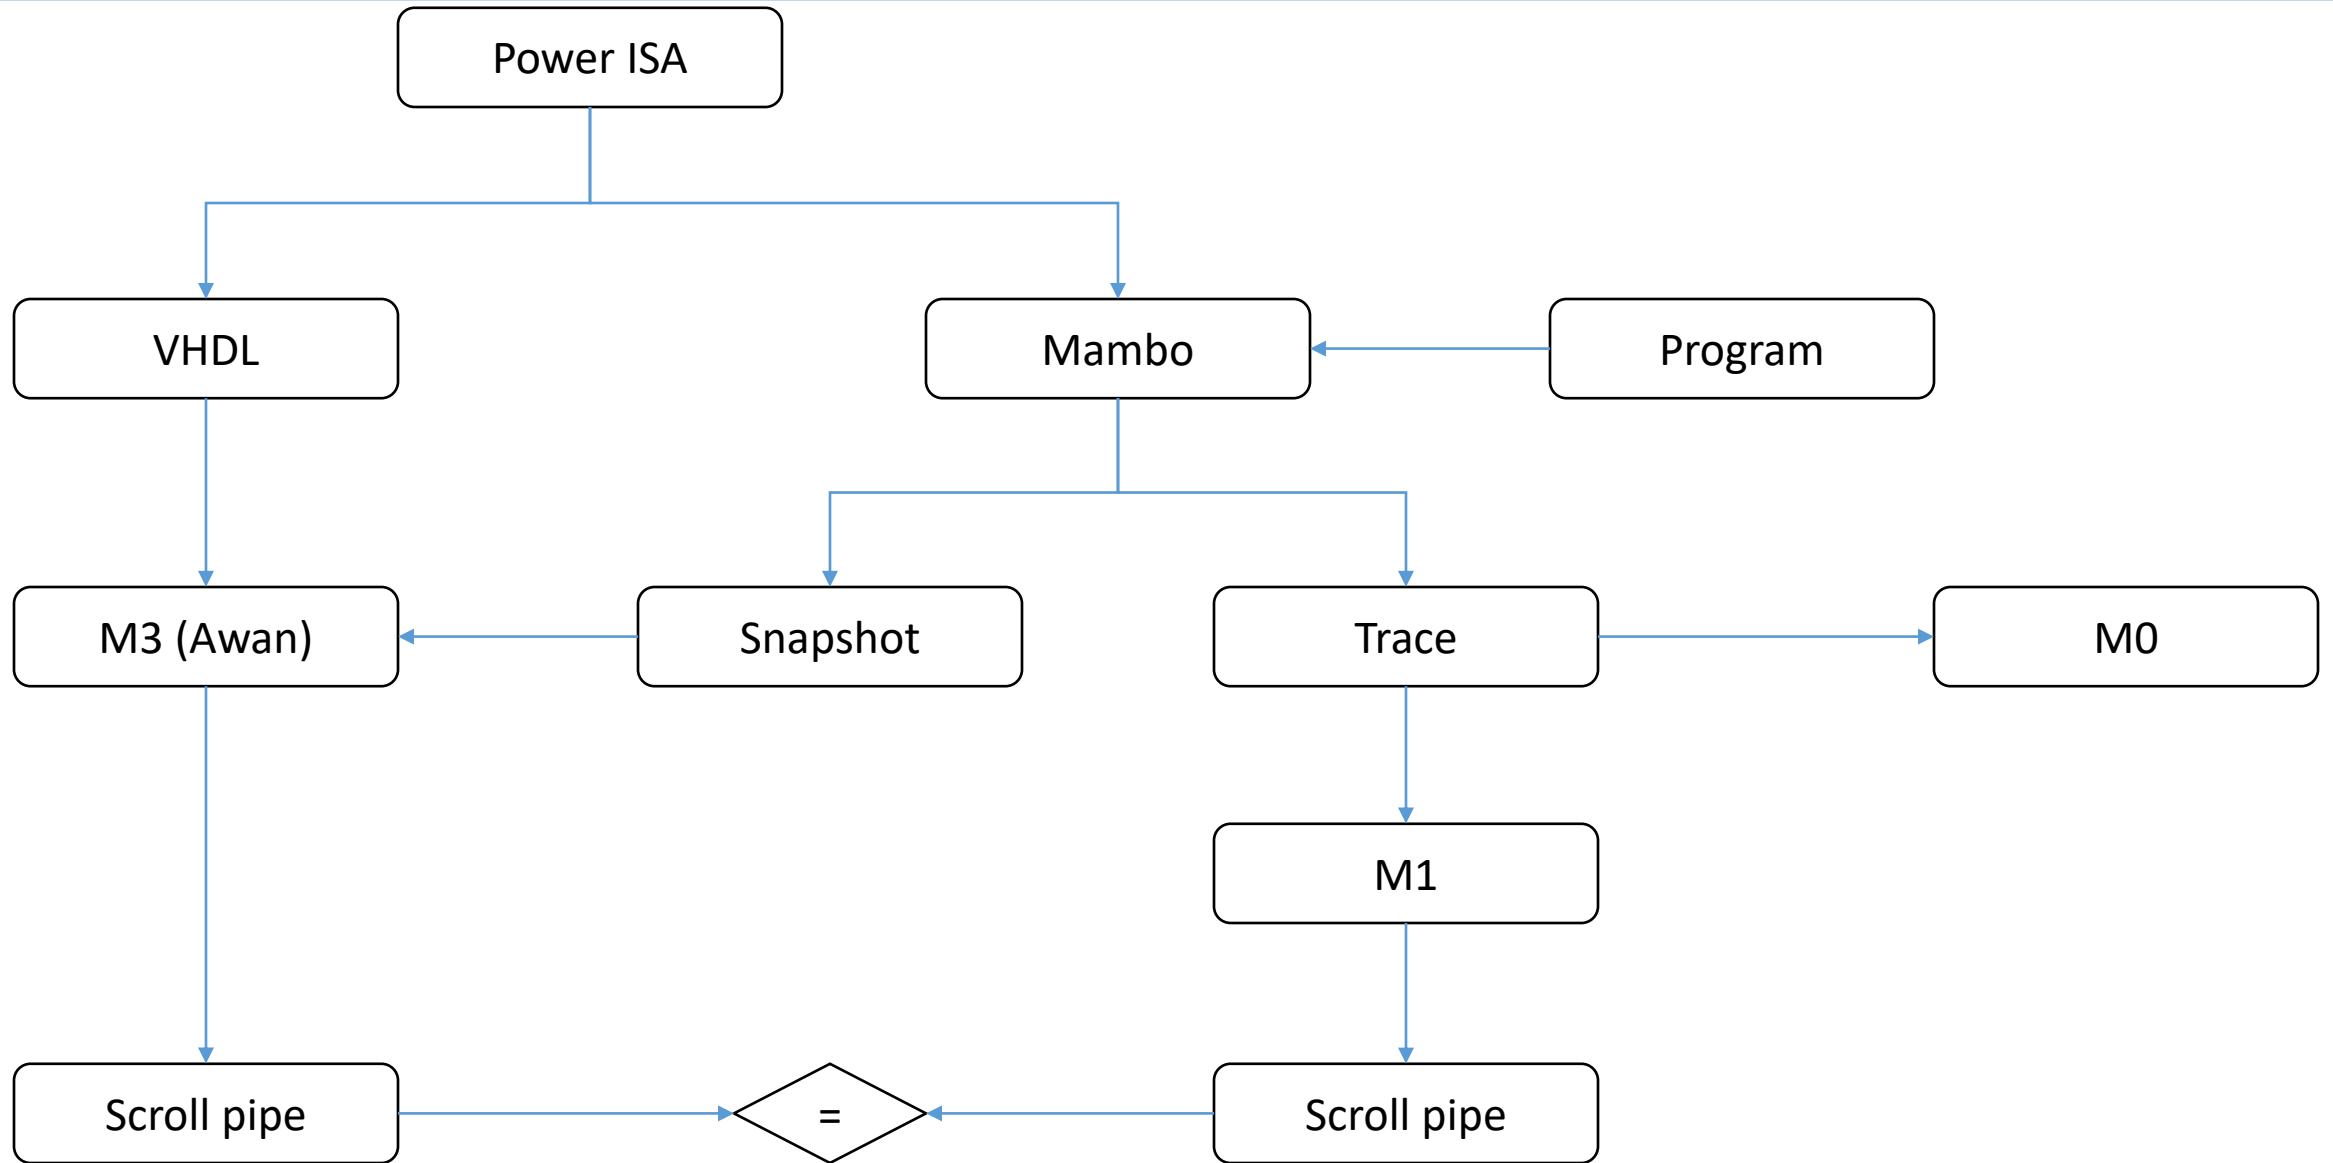 Power ISA
VHDL
Mambo
Program
M3 (Awan)
Snapshot
Trace
M0
M1
Scroll pipe
=
Scroll pipe